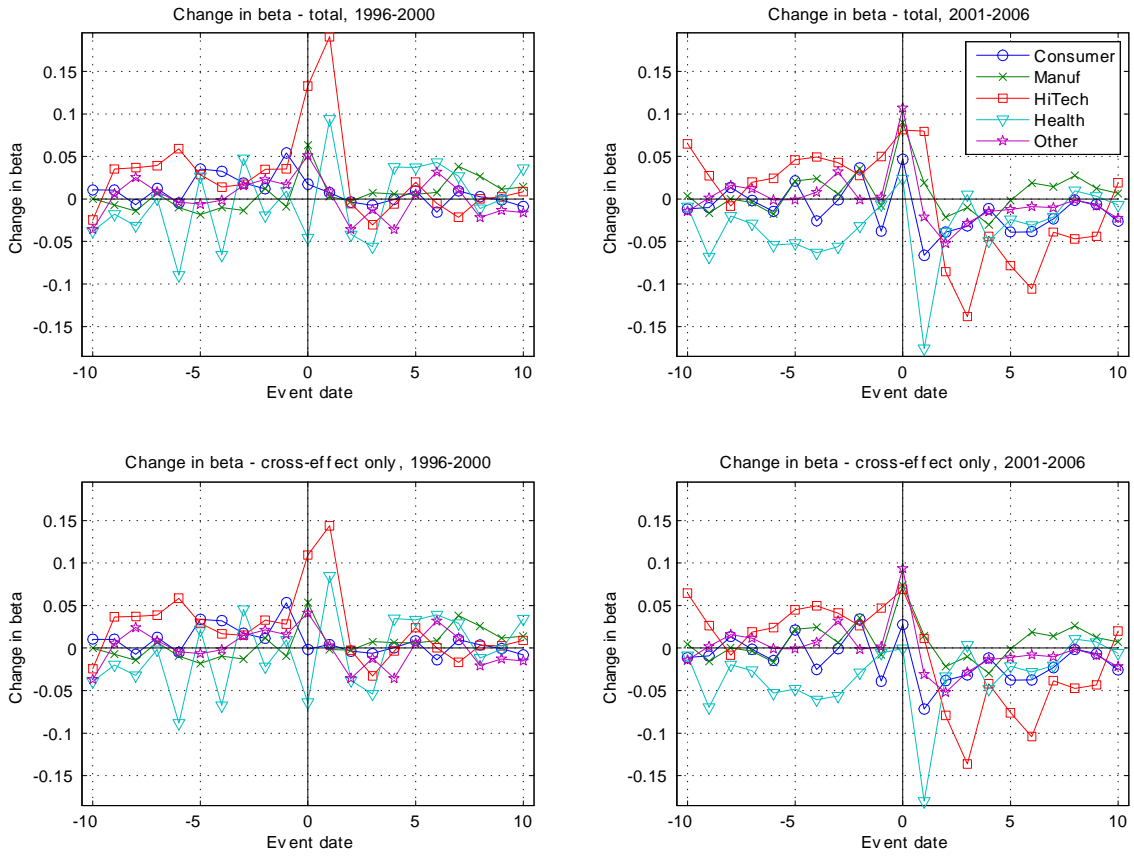 Change in beta - total, 1996-2000
0.15
0.1
0.05
0
-0.05
-0.1
-0.15
Change in beta
-10
-5
0
5
10
Event date
Change in beta - total, 2001-2006
0.15
0.1
0.05
0
-0.05
-0.1
-0.15
Change in beta
-10
-5
0
5
10
Event date
Consumer
Manuf
HiTech
Health
Other
Change in beta - cross-effect only, 1996-2000
0.15
0.1
0.05
0
-0.05
-0.1
-0.15
Change in beta
-10
-5
0
5
10
Event date
Change in beta - cross-effect only, 2001-2006
0.15
0.1
0.05
0
-0.05
-0.1
-0.15
Change in beta
-10
-5
0
5
10
Event date